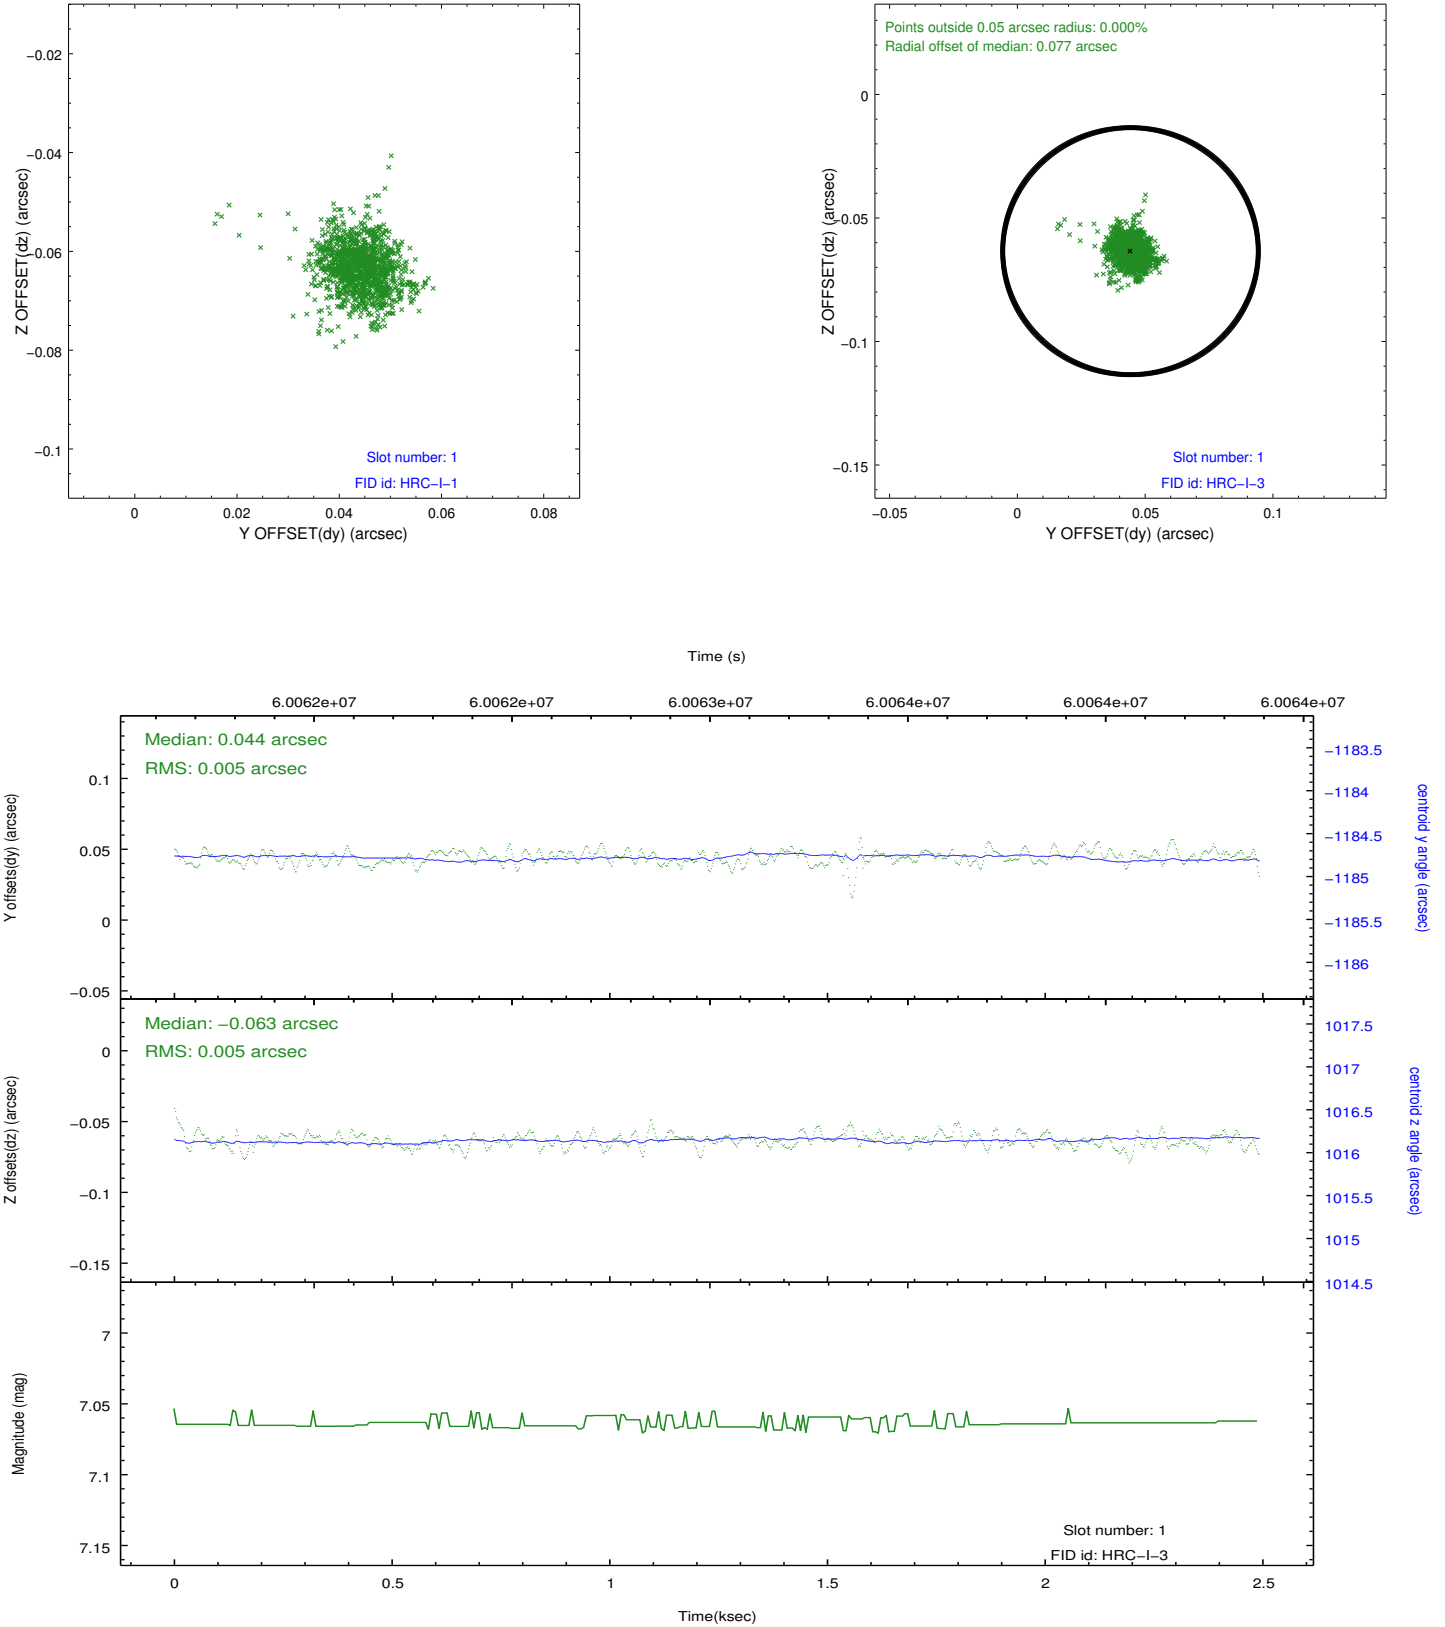 −0.02
−0.04
−0.06
−0.08
−0.1
Z OFFSET(dz) (arcsec)
Slot number: 1
FID id: HRC−I−1
0
0.02
0.04
0.06
0.08
Y OFFSET(dy) (arcsec)
Points outside 0.05 arcsec radius: 0.000%
Radial offset of median: 0.077 arcsec
0
−0.05
−0.1
−0.15
Z OFFSET(dz) (arcsec)
Slot number: 1
FID id: HRC−I−3
−0.05
0
0.05
0.1
Y OFFSET(dy) (arcsec)
Time (s)
6.0062e+07
6.0062e+07
6.0063e+07
6.0064e+07
6.0064e+07
6.0064e+07
Median: 0.044 arcsec
RMS: 0.005 arcsec
0.1
0.05
0
−0.05
Y offsets(dy) (arcsec)
−1183.5
−1184
−1184.5
−1185
−1185.5
−1186
centroid y angle (arcsec)
Median: −0.063 arcsec
RMS: 0.005 arcsec
0
−0.05
−0.1
−0.15
Z offsets(dz) (arcsec)
1017.5
1017
1016.5
1016
1015.5
1015
1014.5
centroid z angle (arcsec)
7
7.05
7.1
7.15
Magnitude (mag)
Slot number: 1
FID id: HRC−I−3
0
0.5
1
1.5
2
2.5
Time(ksec)